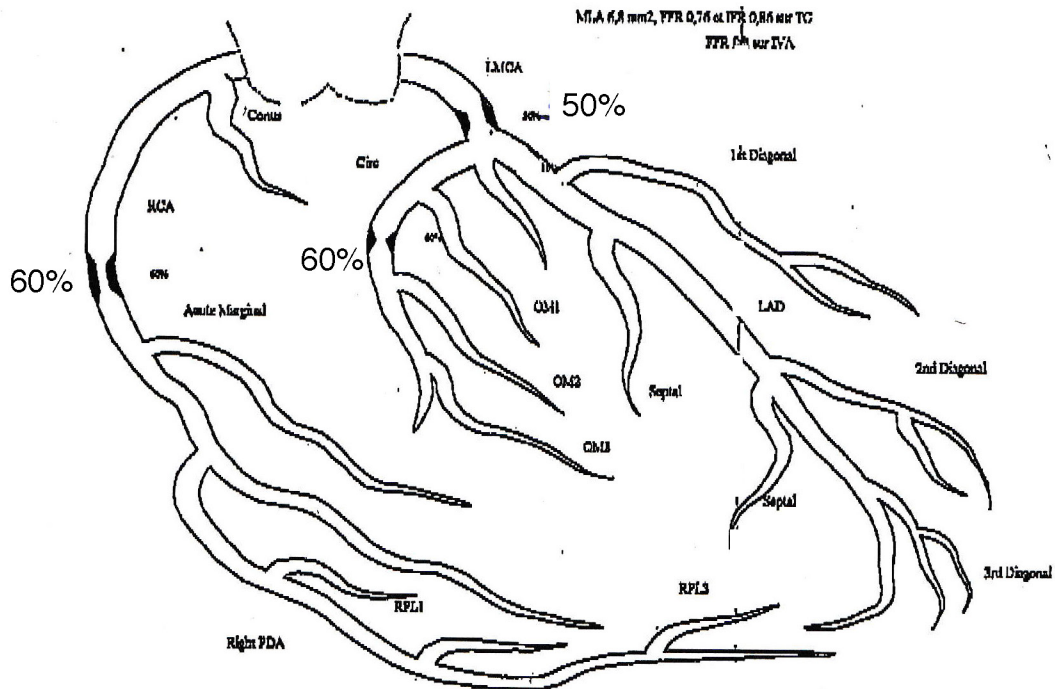 MLA 6,8 mm2, FFR 0,76 et IFR 0,86 sur TC
FFR sur IVA
LMCA
50%
Conus
Circ
1st Diagonal
RCA
60%
60%
60%
60%
Acute Marginal
OM1
LAD
OM2
Septal
2nd Diagonal
Septal
3rd Diagonal
RPL1
Right PDA